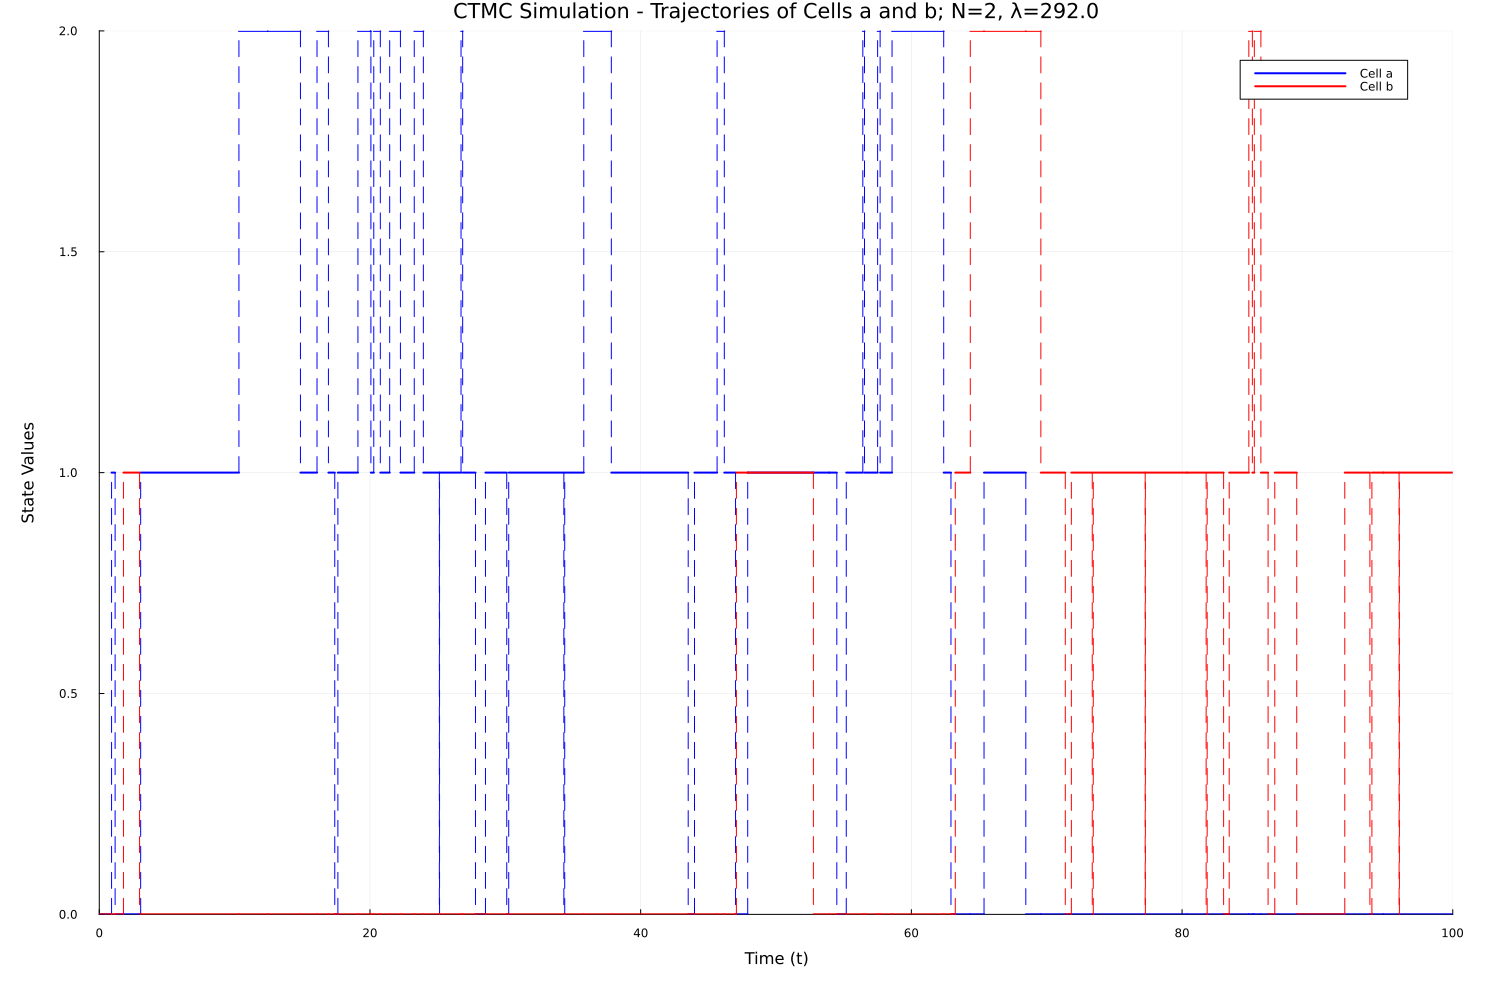 CTMC Simulation - Trajectories of Cells a and b; N=2, λ=292.0
2.0
Cell a
Cell b
1.5
State Values
1.0
0.5
0.0
0 20 40 60 80 100
Time (t)